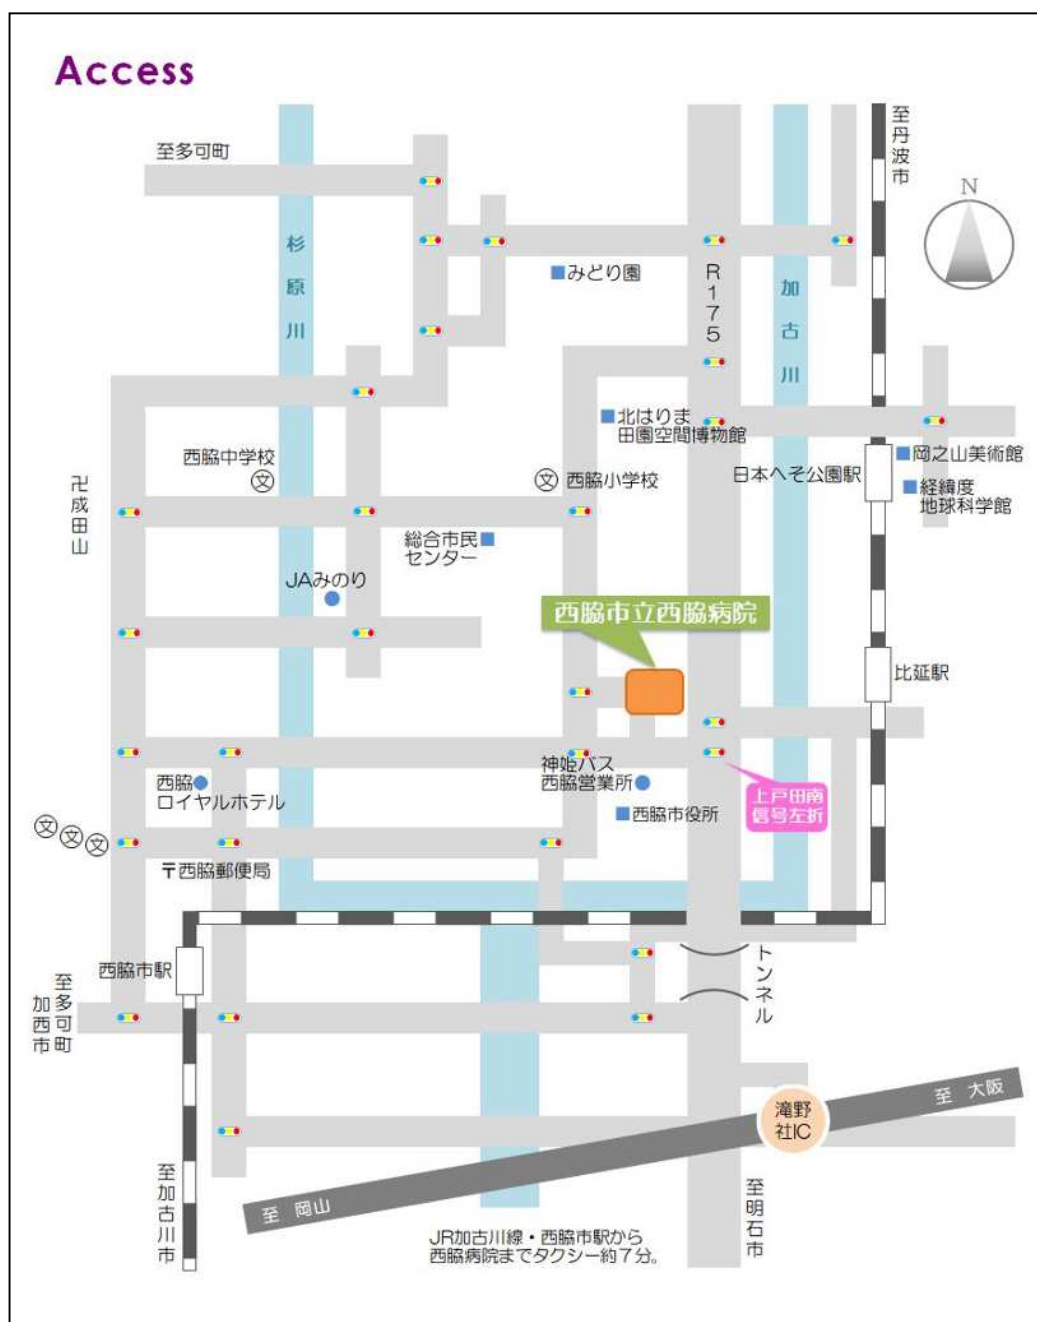 Access
至多可町
至丹波市
N
杉原川
R175
加古川
みどり園
北はりま
田園空間博物館
日本へそ公園駅
岡之山美術館
経緯度
地球科学館
西脇中学校
文
文
西脇小学校
卍成田山
総合市民
センター
JAみのり
西脇市立西脇病院
比延駅
神姫バス
西脇営業所
西脇
ロイヤルホテル
上戸田南
信号左折
西脇市役所
文
文
文
〒西脇郵便局
西脇市駅
トンネル
至多可町
加西市
滝野
社IC
至 大阪
至 岡山
至加古川市
至明石市
JR加古川線・西脇市駅から
西脇病院までタクシー約7分。